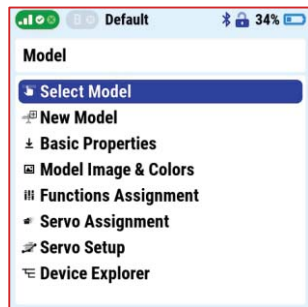 B Default 34%
Model
Select Model
New Model
Basic Properties
Model Image & Colors
Functions Assignment
Servo Assignment
Servo Setup
Device Explorer